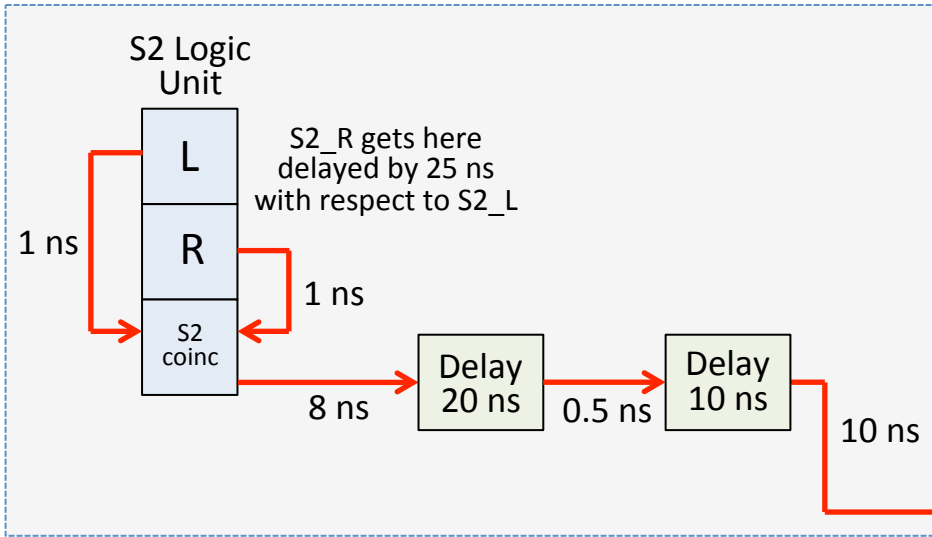 S2 Logic
Unit
L
S2_R gets here
delayed by 25 ns
with respect to S2_L
1 ns
R
1 ns
S2
coinc
Delay
20 ns
Delay
10 ns
8 ns
0.5 ns
10 ns